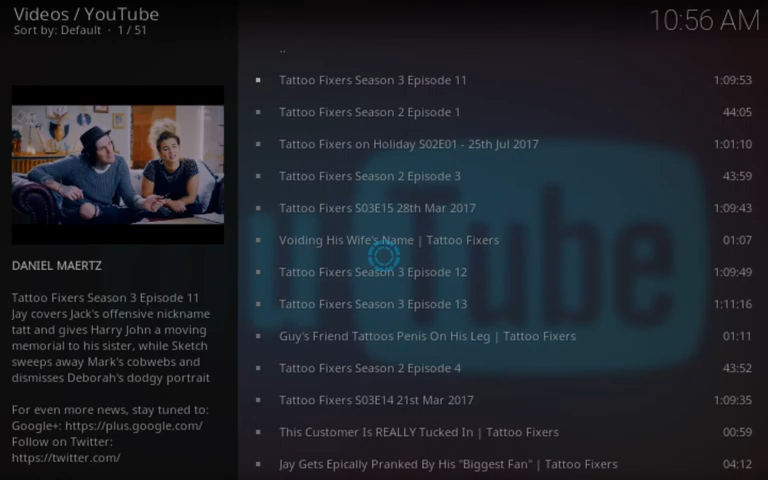 Videos / YouTube
Sort by: Default · 1 / 51
10:56 AM
..
Tattoo Fixers Season 3 Episode 11 1:09:53
Tattoo Fixers Season 2 Episode 1 44:05
Tattoo Fixers on Holiday S02E01 - 25th Jul 2017 1:01:10
Tattoo Fixers Season 2 Episode 3 43:59
Tattoo Fixers S03E15 28th Mar 2017 1:09:43
Voiding His Wife's Name | Tattoo Fixers 01:07
Tattoo Fixers Season 3 Episode 12 1:09:49
Tattoo Fixers Season 3 Episode 13 1:11:16
Guy's Friend Tattoos Penis On His Leg | Tattoo Fixers 01:11
Tattoo Fixers Season 2 Episode 4 43:52
Tattoo Fixers S03E14 21st Mar 2017 1:09:35
This Customer Is REALLY Tucked In | Tattoo Fixers 00:59
Jay Gets Epically Pranked By His "Biggest Fan" | Tattoo Fixers 04:12
DANIEL MAERTZ
Tattoo Fixers Season 3 Episode 11
Jay covers Jack's offensive nickname
tatt and gives Harry John a moving
memorial to his sister, while Sketch
sweeps away Mark's cobwebs and
dismisses Deborah's dodgy portrait
For even more news, stay tuned to:
Google+: https://plus.google.com/
Follow on Twitter:
https://twitter.com/
uTube